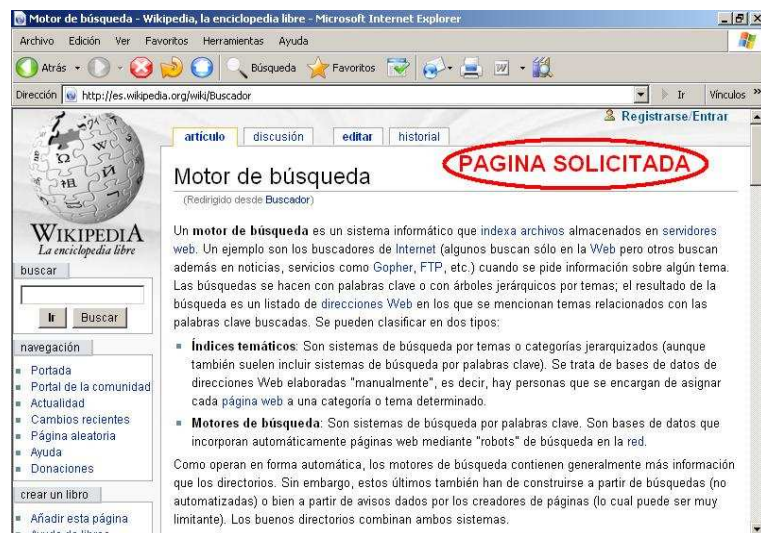 Motor de búsqueda - Wikipedia, la enciclopedia libre - Microsoft Internet Explorer
Archivo Edición Ver Favoritos Herramientas Ayuda
Atrás Búsqueda Favoritos
Dirección http://es.wikipedia.org/wiki/Buscador Ir Vínculos »
Registrarse/Entrar
artículo discusión editar historial
PAGINA SOLICITADA
Motor de búsqueda
(Redirigido desde Buscador)
Un motor de búsqueda es un sistema informático que indexa archivos almacenados en servidores
web. Un ejemplo son los buscadores de Internet (algunos buscan sólo en la Web pero otros buscan
además en noticias, servicios como Gopher, FTP, etc.) cuando se pide información sobre algún tema.
Las búsquedas se hacen con palabras clave o con árboles jerárquicos por temas; el resultado de la
búsqueda es un listado de direcciones Web en los que se mencionan temas relacionados con las
palabras clave buscadas. Se pueden clasificar en dos tipos:
Índices temáticos: Son sistemas de búsqueda por temas o categorías jerarquizados (aunque
también suelen incluir sistemas de búsqueda por palabras clave). Se trata de bases de datos de
direcciones Web elaboradas "manualmente", es decir, hay personas que se encargan de asignar
cada página web a una categoría o tema determinado.
Motores de búsqueda: Son sistemas de búsqueda por palabras clave. Son bases de datos que
incorporan automáticamente páginas web mediante "robots" de búsqueda en la red.
Como operan en forma automática, los motores de búsqueda contienen generalmente más información
que los directorios. Sin embargo, estos últimos también han de construirse a partir de búsquedas (no
automatizadas) o bien a partir de avisos dados por los creadores de páginas (lo cual puede ser muy
limitante). Los buenos directorios combinan ambos sistemas.
WIKIPEDIA
La enciclopedia libre
buscar
Ir Buscar
navegación
Portada
Portal de la comunidad
Actualidad
Cambios recientes
Página aleatoria
Ayuda
Donaciones
crear un libro
Añadir esta página